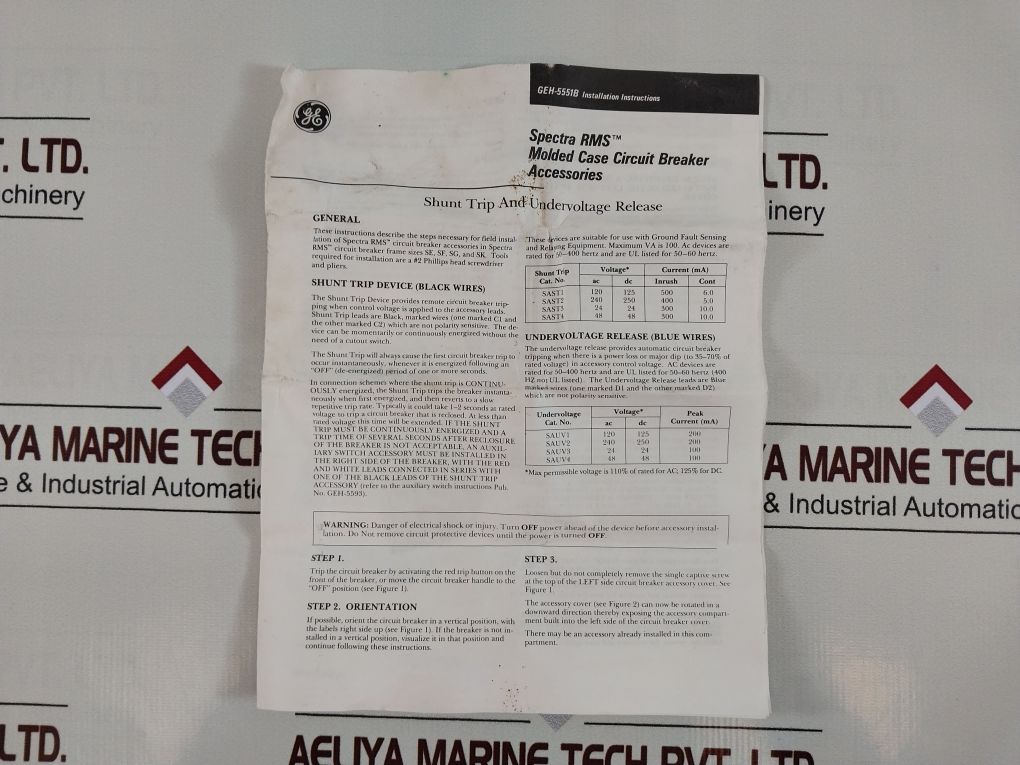 GEH-5551B Installation Instructions
GE
Spectra RMS™
Molded Case Circuit Breaker
Accessories
Shunt Trip And Undervoltage Release
GENERAL
These instructions describe the steps necessary for field instal-
lation of Spectra RMS™ circuit breaker accessories in Spectra
RMS™ circuit breaker frame sizes SE, SF, SG, and SK. Tools
required for installation are a #2 Phillips head screwdriver
and pliers.
SHUNT TRIP DEVICE (BLACK WIRES)
The Shunt Trip Device provides remote circuit breaker trip-
ping when control voltage is applied to the accessory leads.
Shunt Trip leads are Black, marked wires (one marked C1 and
the other marked C2) which are not polarity sensitive. The de-
vice can be momentarily or continuously energized without the
need of a cutout switch.
The Shunt Trip will always cause the first circuit breaker trip to
occur instantaneously, whenever it is energized following an
"OFF" (de-energized) period of one or more seconds.
In connection schemes where the shunt trip is CONTINU-
OUSLY energized, the Shunt Trip trips the breaker instanta-
neously when first energized, and then reverts to a slow
repetitive trip rate. Typically it could take 1–2 seconds at rated
voltage to trip a circuit breaker that is reclosed. At less than
rated voltage this time will be extended. IF THE SHUNT
TRIP MUST BE CONTINUOUSLY ENERGIZED AND A
TRIP TIME OF SEVERAL SECONDS AFTER RECLOSURE
OF THE BREAKER IS NOT ACCEPTABLE, AN AUXIL-
IARY SWITCH ACCESSORY MUST BE INSTALLED IN
THE RIGHT SIDE OF THE BREAKER, WITH THE RED
AND WHITE LEADS CONNECTED IN SERIES WITH
ONE OF THE BLACK LEADS OF THE SHUNT TRIP
ACCESSORY (refer to the auxiliary switch instructions Pub.
No. GEH-5593).
These devices are suitable for use with Ground Fault Sensing
and Relaying Equipment. Maximum VA is 100. Ac devices are
rated for 50–400 hertz and are UL listed for 50–60 hertz.
Shunt Trip Voltage* Current (mA)
Cat. No. ac dc Inrush Cont
SAST1 120 125 500 6.0
SAST2 240 250 400 5.0
SAST3 24 24 300 10.0
SAST4 48 48 300 10.0
UNDERVOLTAGE RELEASE (BLUE WIRES)
The undervoltage release provides automatic circuit breaker
tripping when there is a power loss or major dip (to 35–70% of
rated voltage) in accessory control voltage. AC devices are
rated for 50–400 hertz and are UL listed for 50-60 hertz (400
HZ not UL listed). The Undervoltage Release leads are Blue
marked wires (one marked D1 and the other marked D2)
which are not polarity sensitive.
Undervoltage Voltage* Peak
Cat. No. ac dc Current (mA)
SAUV1 120 125 200
SAUV2 240 250 200
SAUV3 24 24 100
SAUV4 48 48 100
*Max permissible voltage is 110% of rated for AC; 125% for DC.
WARNING: Danger of electrical shock or injury. Turn OFF power ahead of the device before accessory instal-
lation. Do Not remove circuit protective devices until the power is turned OFF.
STEP 1.
Trip the circuit breaker by activating the red trip button on the
front of the breaker, or move the circuit breaker handle to the
"OFF" position (see Figure 1).
STEP 2. ORIENTATION
If possible, orient the circuit breaker in a vertical position, with
the labels right side up (see Figure 1). If the breaker is not in-
stalled in a vertical position, visualize it in that position and
continue following these instructions.
STEP 3.
Loosen but do not completely remove the single captive screw
at the top of the LEFT side circuit breaker accessory cover. See
Figure 1.
The accessory cover (see Figure 2) can now be rotated in a
downward direction thereby exposing the accessory compart-
ment built into the left side of the circuit breaker cover.
There may be an accessory already installed in this com-
partment.
. LTD.
chinery
LTD.
inery
IYA MARINE TECH
e & Industrial Automati
A MARINE TECH
& Industrial Automatic
LTD.
AELIYA MARINE TECH PVT. LTD.